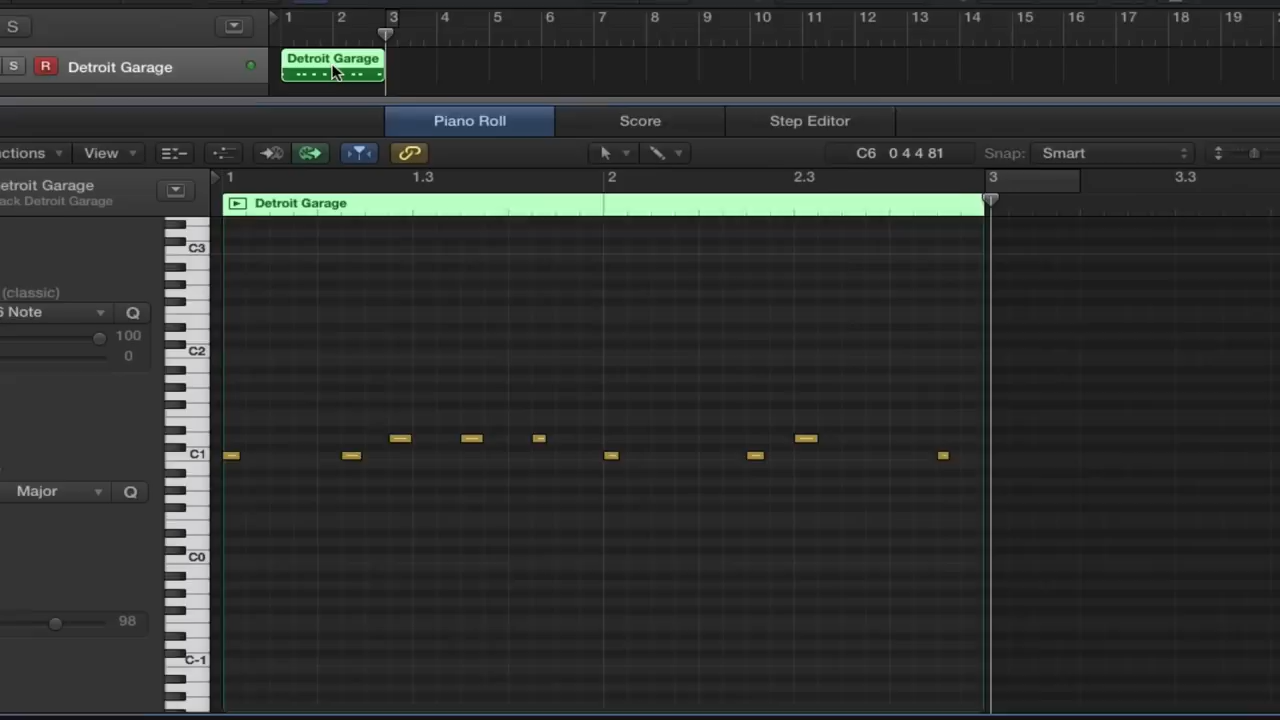 1 2 3 4 5 6 7 8 9 10 11 12 13 14 15 16 17 18 19
S
Detroit Garage
S R Detroit Garage
Piano Roll Score Step Editor
ctions View C6 0 4 4 81 Snap: Smart
1 1.3 2 2.3 3 3.3
etroit Garage
ack Detroit Garage
Detroit Garage
C3
(classic)
6 Note Q
100
C2
0
C1
Major Q
C0
98
C-1